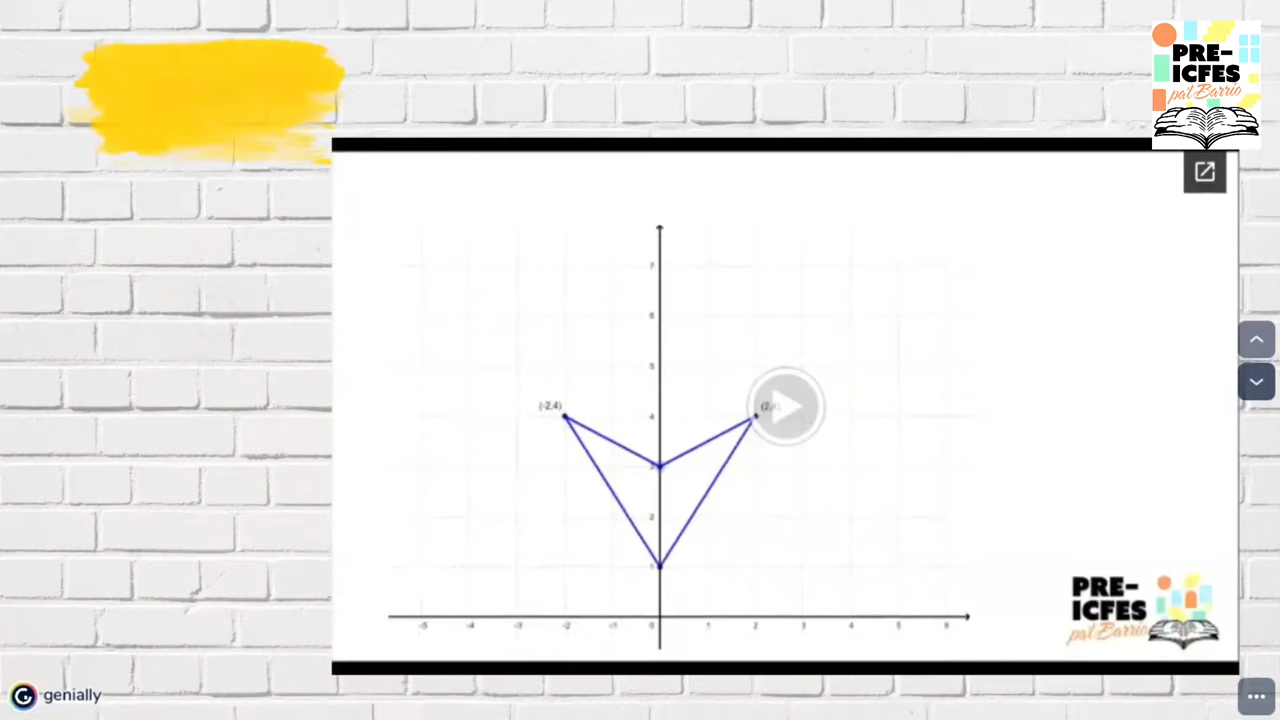 PRE-
ICFES
pal Barrio
7
6
5
(-2,4)
4
3
2
1
-5
-4
-3
-2
-1
0
1
2
3
4
5
6
PRE-
ICFES
pal Barrio
genially